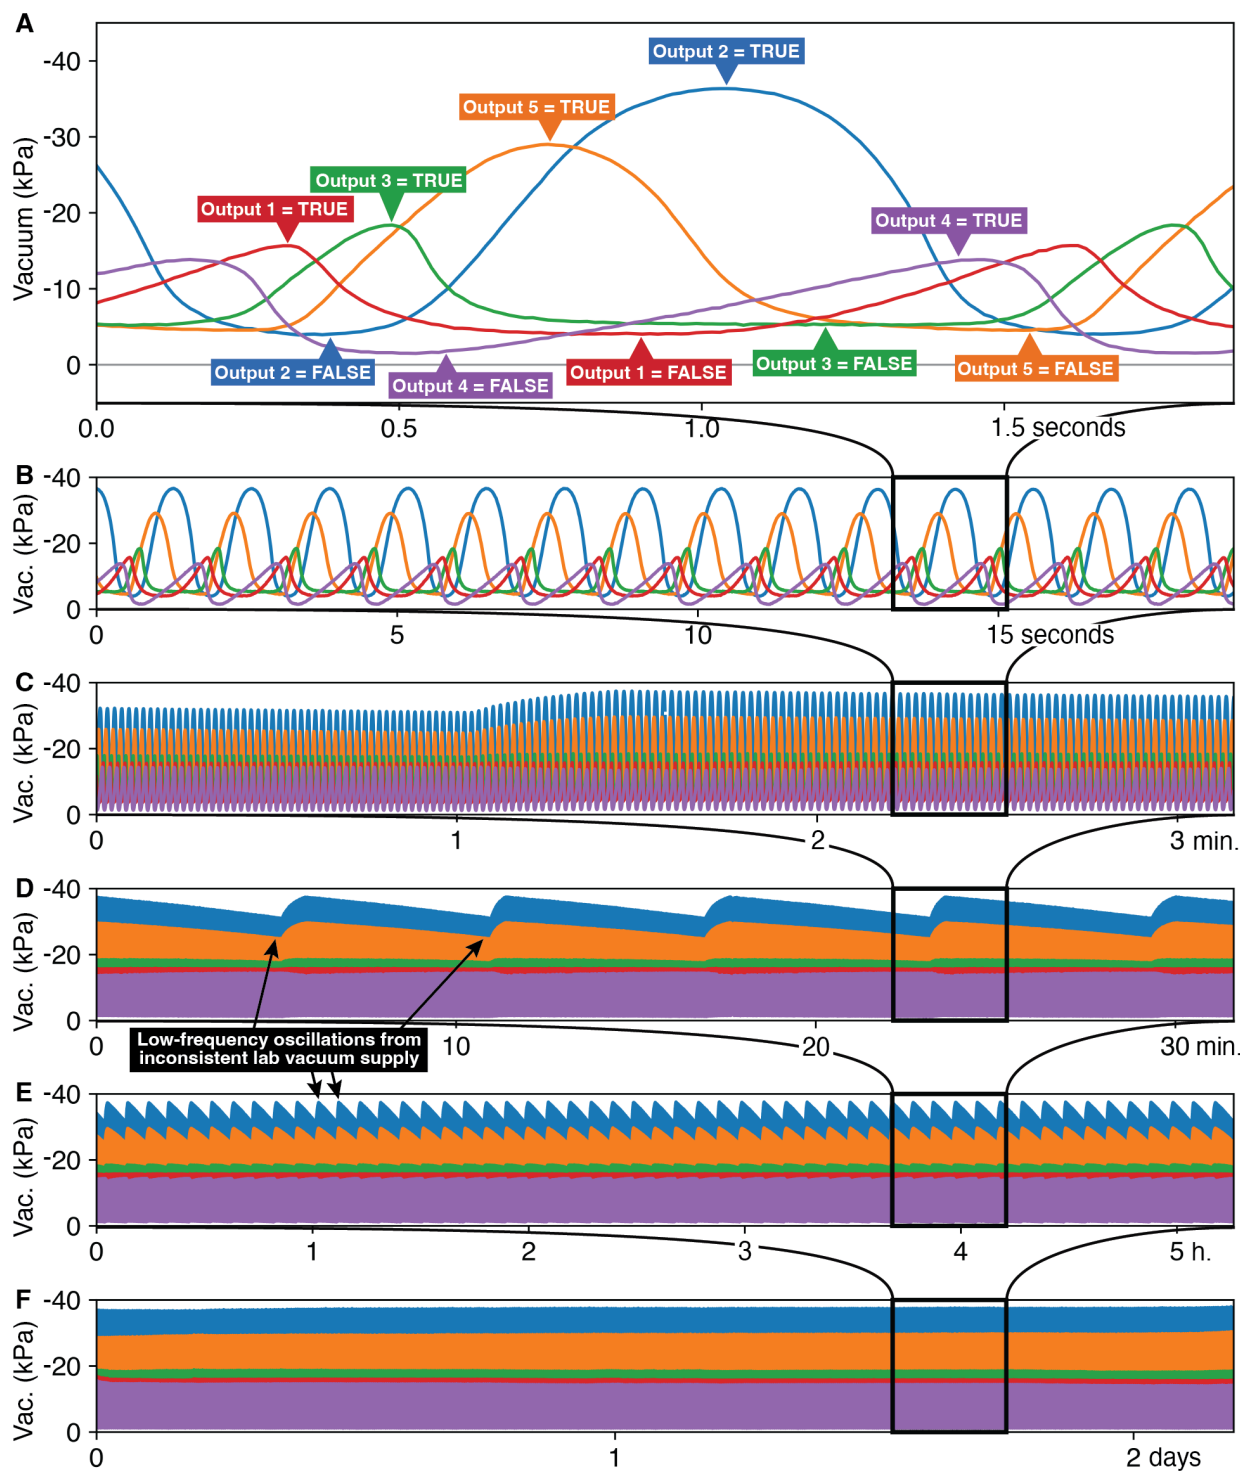 A
Vacuum (kPa)
-40
-30
-20
-10
0
Output 2 = TRUE
Output 5 = TRUE
Output 3 = TRUE
Output 1 = TRUE
Output 4 = TRUE
Output 2 = FALSE
Output 4 = FALSE
Output 1 = FALSE
Output 3 = FALSE
Output 5 = FALSE
0.0 0.5 1.0 1.5 seconds
B
Vac. (kPa)
-40
-20
0
0 5 10 15 seconds
C
Vac. (kPa)
-40
-20
0
0 1 2 3 min.
D
Vac. (kPa)
-40
-20
0
0 10 20 30 min.
Low-frequency oscillations from
inconsistent lab vacuum supply
E
Vac. (kPa)
-40
-20
0
0 1 2 3 4 5 h.
F
Vac. (kPa)
-40
-20
0
0 1 2 days